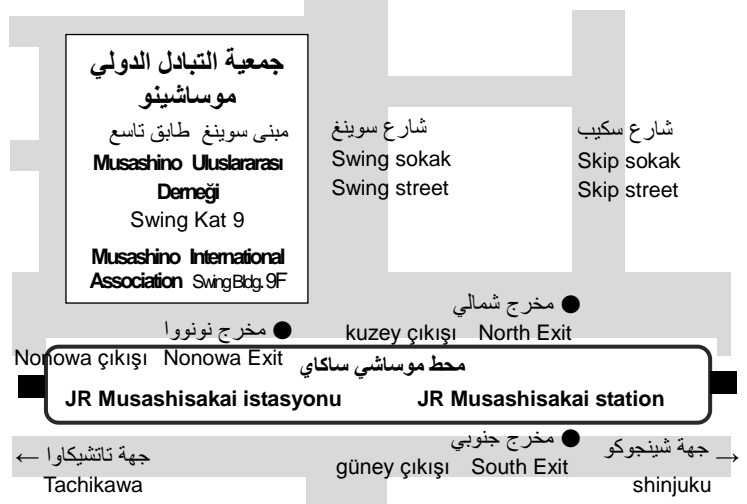 جمعية التبادل الدولي
موساشينو
مبنى سوينغ طابق تاسع
Musashino Uluslararası
Derneği
Swing Kat 9
Musashino International
Association Swing Bldg. 9F
شارع سوينغ
Swing sokak
Swing street
شارع سكيب
Skip sokak
Skip street
● مخرج شمالي
kuzey çıkışı North Exit
● مخرج نونووا
Nonowa çıkışı Nonowa Exit
محط موساشي ساكاي
JR Musashisakai istasyonu JR Musashisakai station
● مخرج جنوبي
güney çıkışı South Exit
جهة تاتشيكاوا ←
Tachikawa
جهة شينجوكو →
shinjuku